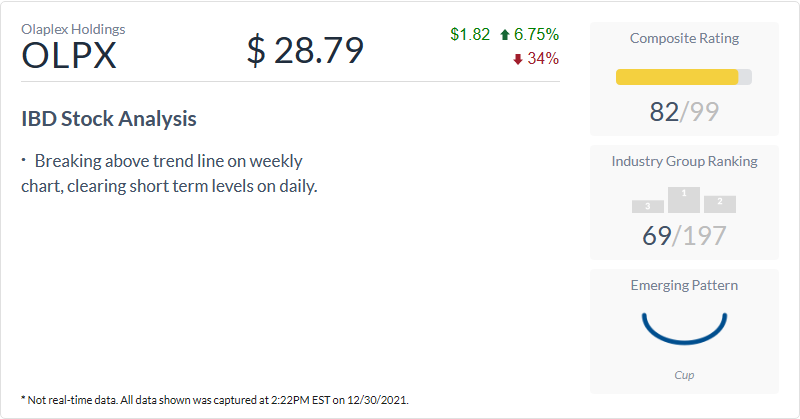 Olaplex Holdings
OLPX
$ 28.79
$1.82 6.75%
34%
IBD Stock Analysis
· Breaking above trend line on weekly
chart, clearing short term levels on daily.
Composite Rating
82/99
Industry Group Ranking
3 1 2
69/197
Emerging Pattern
Cup
* Not real-time data. All data shown was captured at 2:22PM EST on 12/30/2021.